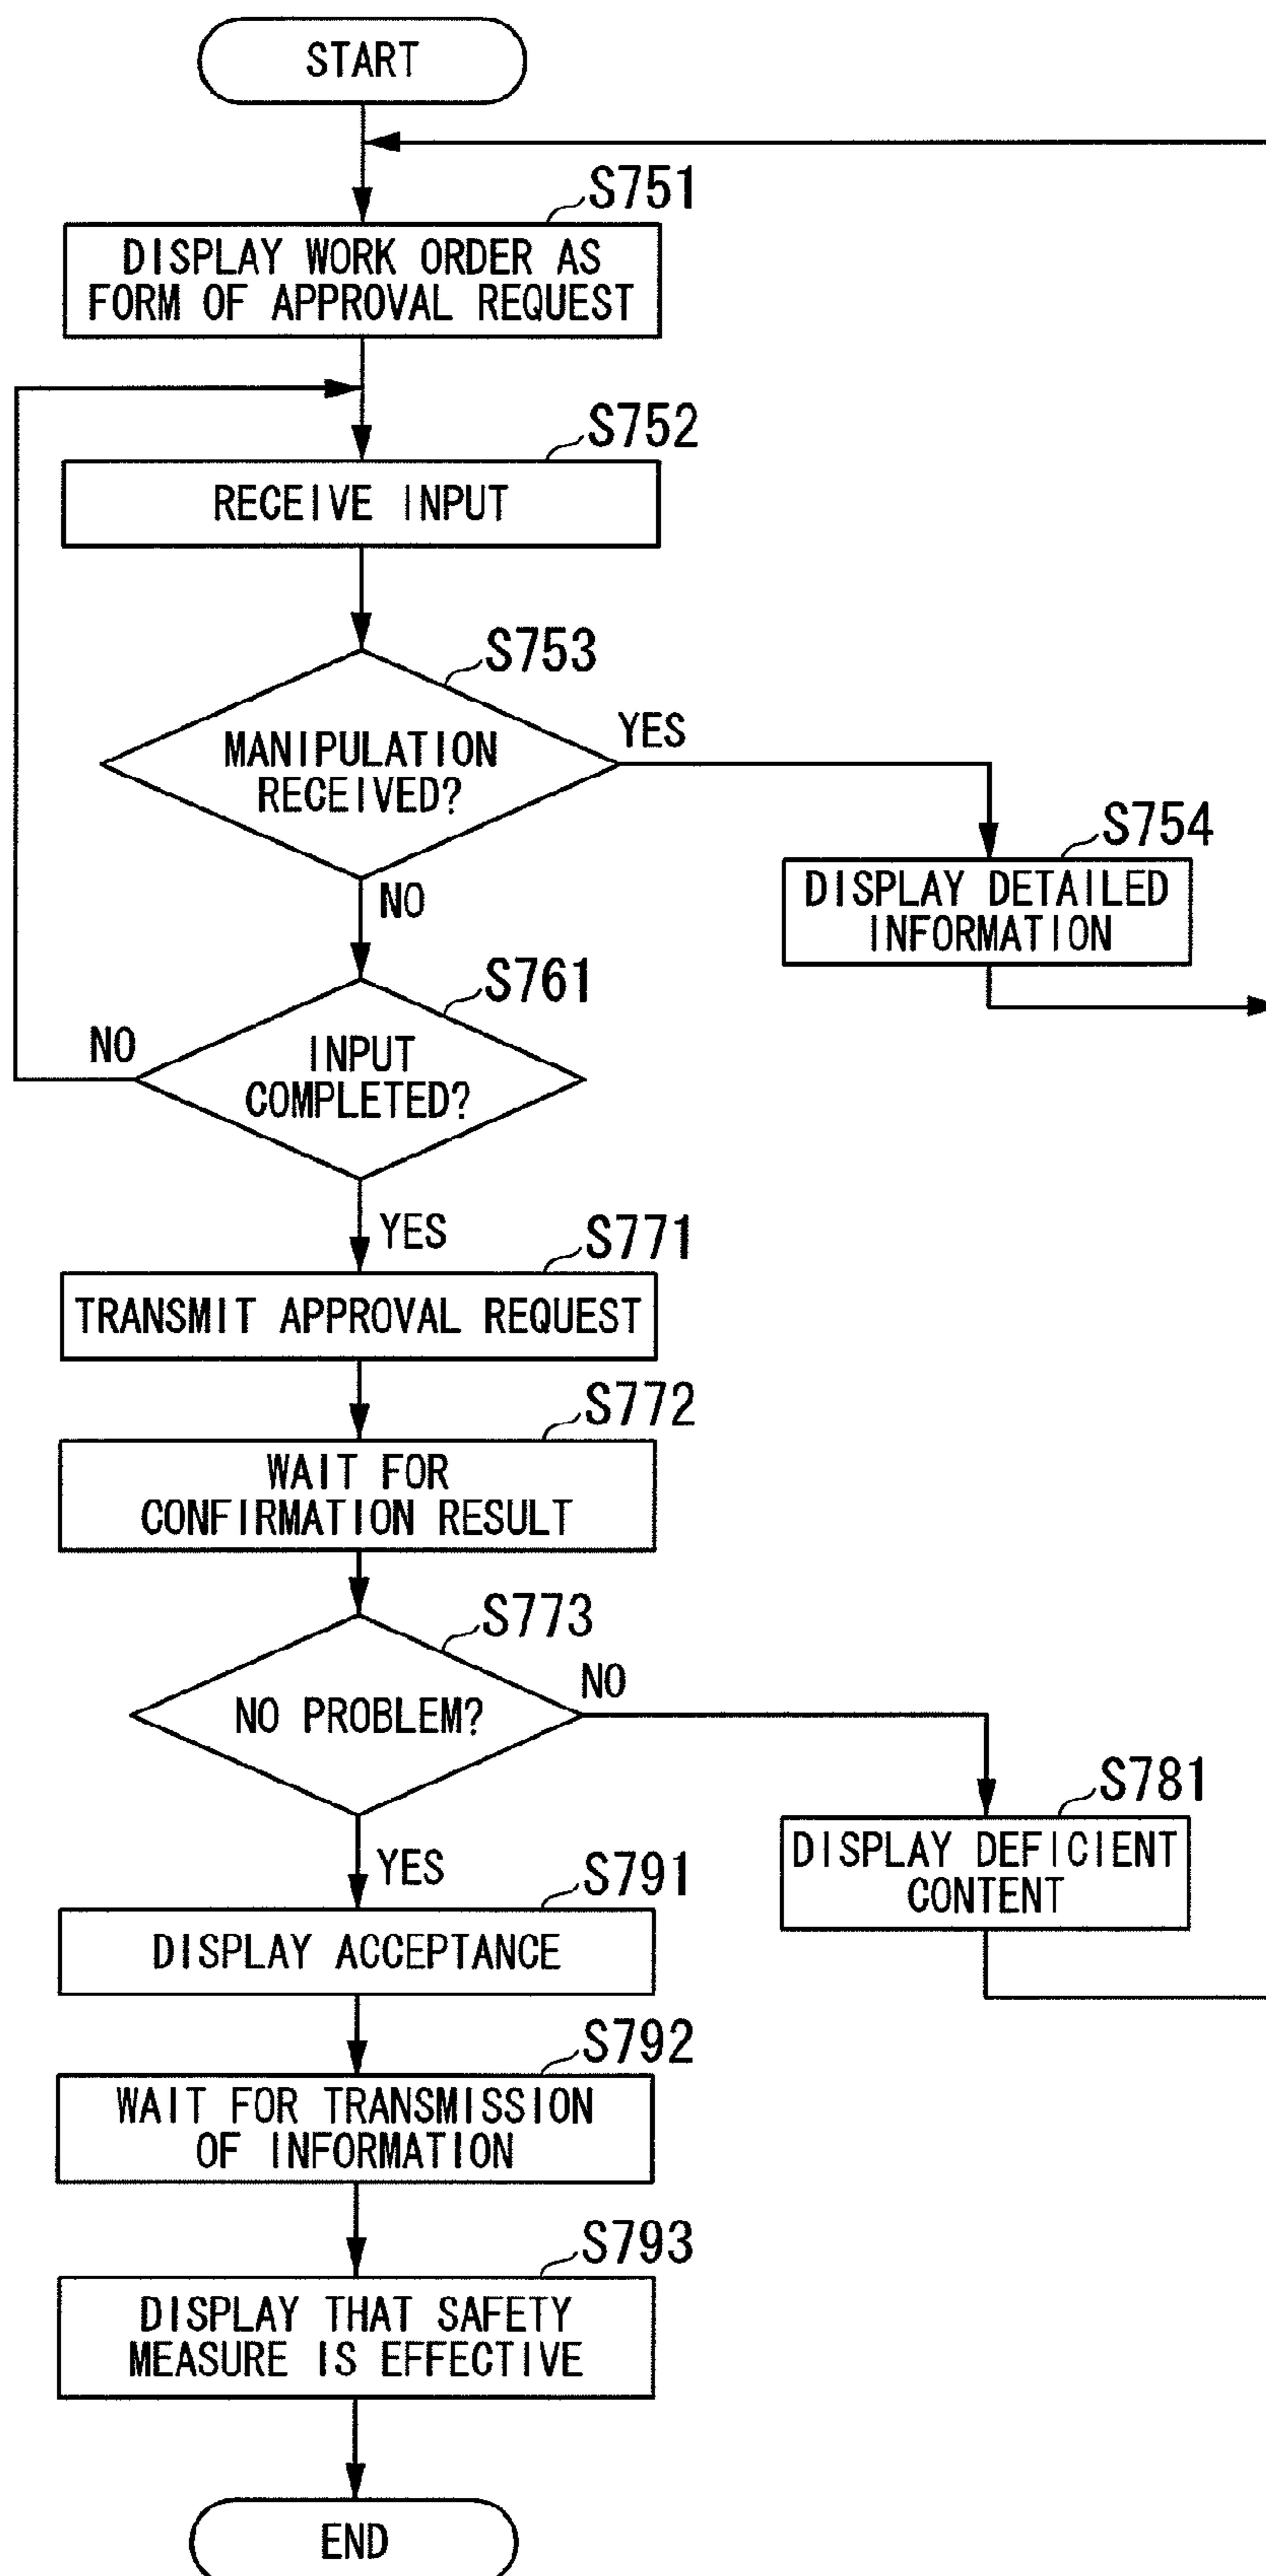 START
S751
DISPLAY WORK ORDER AS
FORM OF APPROVAL REQUEST
S752
RECEIVE INPUT
S753
MANIPULATION
RECEIVED?
YES
S754
DISPLAY DETAILED
INFORMATION
NO
S761
INPUT
COMPLETED?
NO
YES
S771
TRANSMIT APPROVAL REQUEST
S772
WAIT FOR
CONFIRMATION RESULT
S773
NO PROBLEM?
NO
S781
DISPLAY DEFICIENT
CONTENT
YES
S791
DISPLAY ACCEPTANCE
S792
WAIT FOR TRANSMISSION
OF INFORMATION
S793
DISPLAY THAT SAFETY
MEASURE IS EFFECTIVE
END